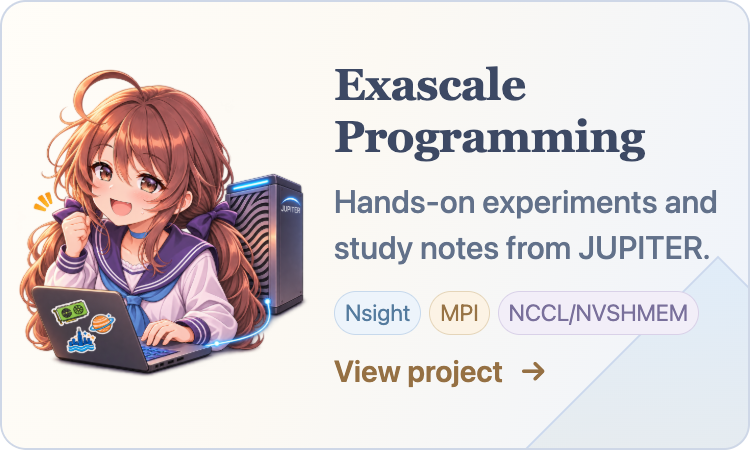 Exascale
Programming
JUPITER
Hands-on experiments and
study notes from JUPITER.
Nsight
MPI
NCCL/NVSHMEM
View project →